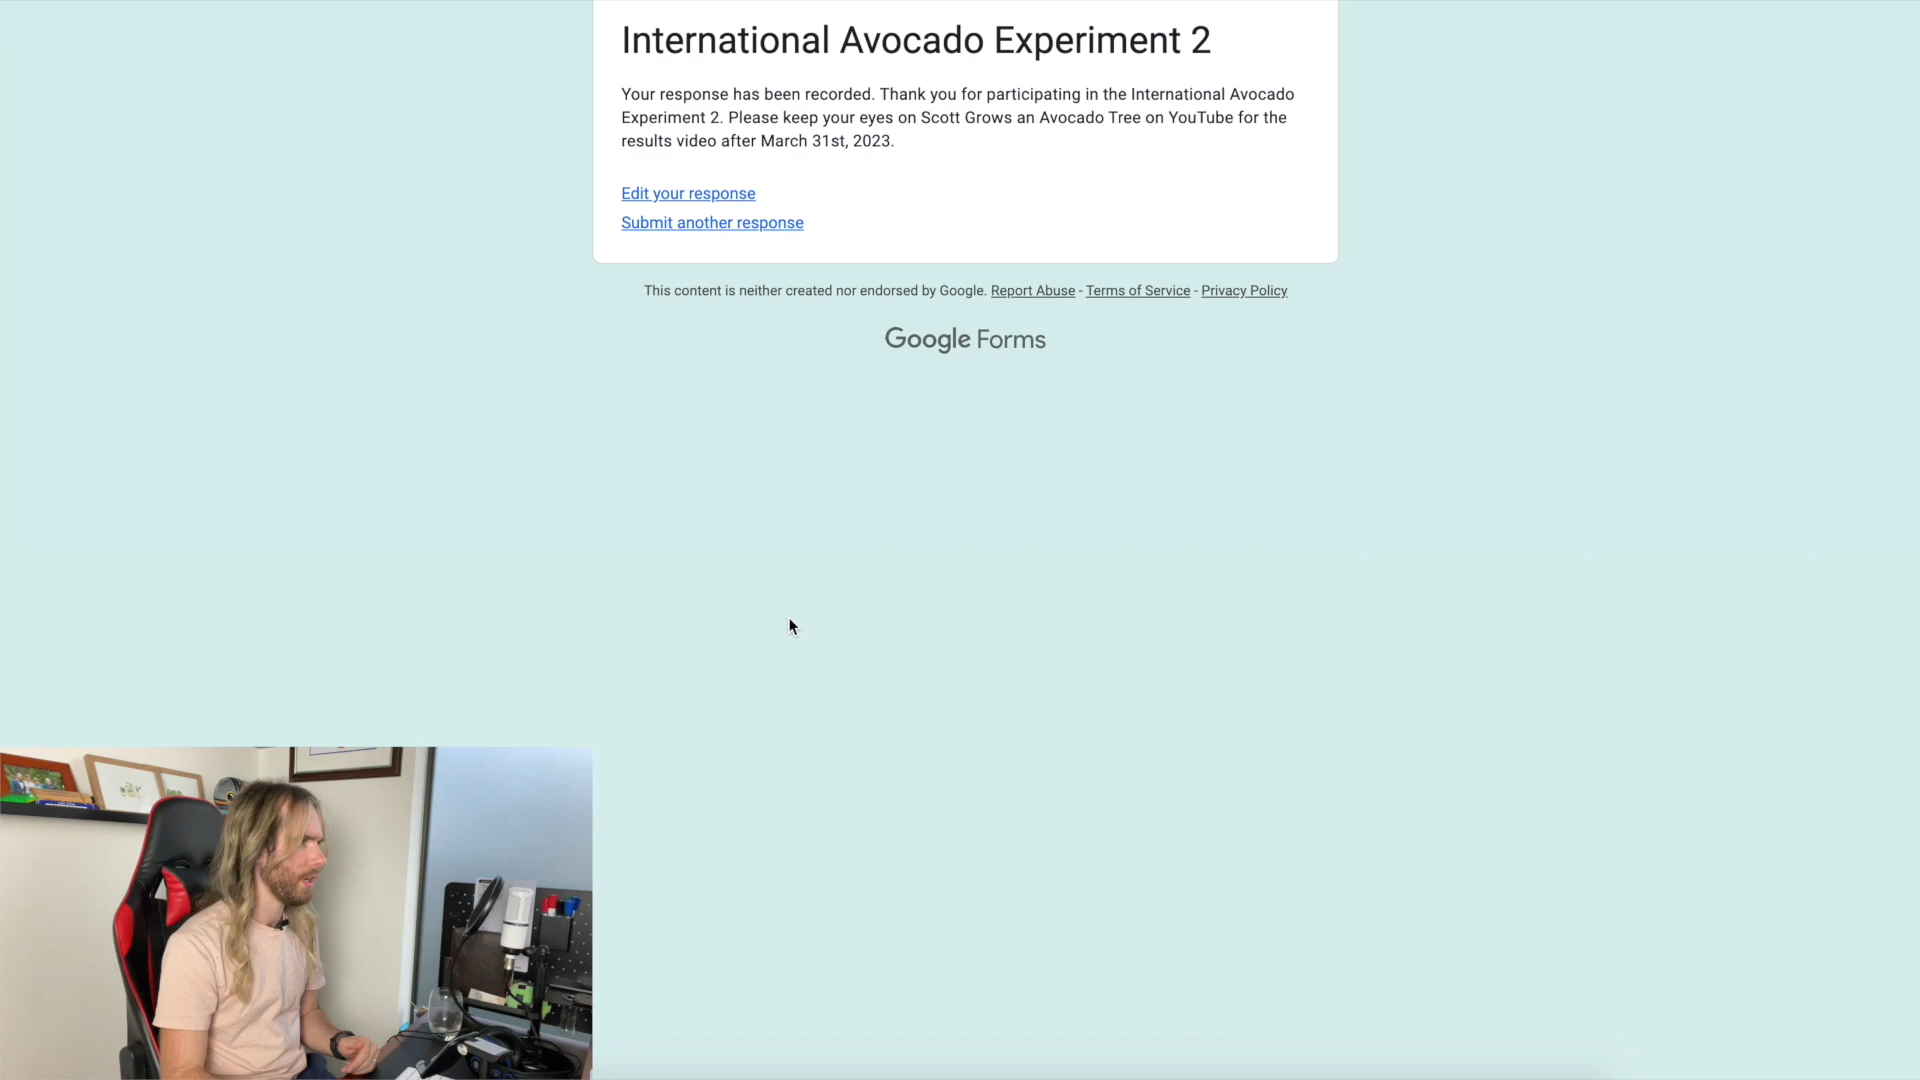 International Avocado Experiment 2
Your response has been recorded. Thank you for participating in the International Avocado
Experiment 2. Please keep your eyes on Scott Grows an Avocado Tree on YouTube for the
results video after March 31st, 2023.
Edit your response
Submit another response
This content is neither created nor endorsed by Google. Report Abuse - Terms of Service - Privacy Policy
Google Forms